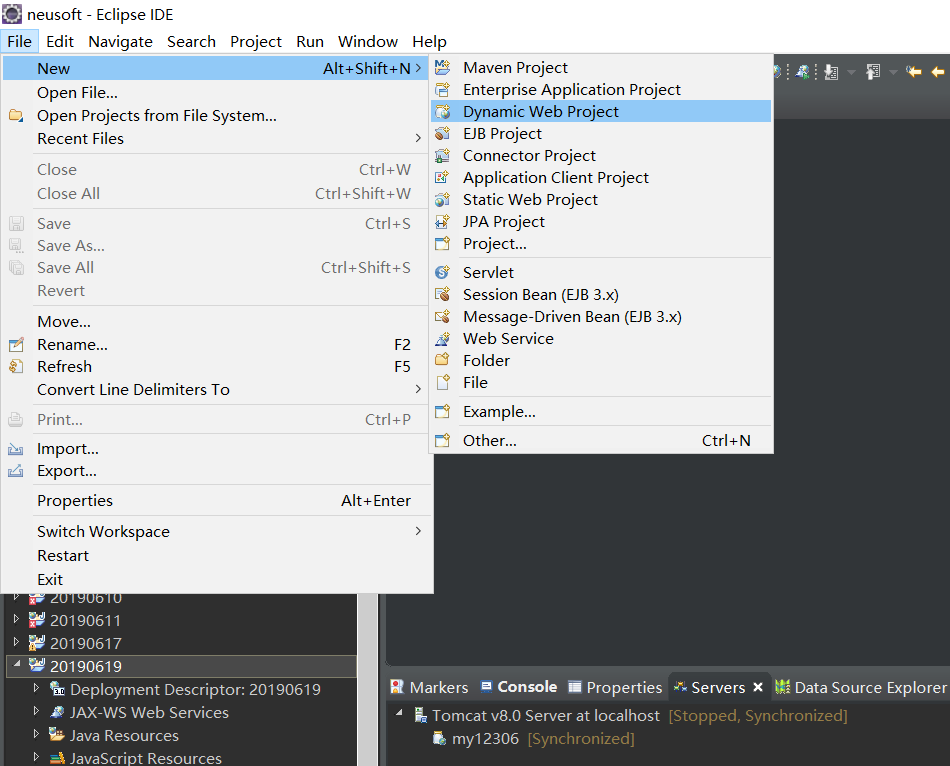 neusoft - Eclipse IDE
File Edit Navigate Search Project Run Window Help
New Alt+Shift+N
Open File...
Open Projects from File System...
Recent Files
Close Ctrl+W
Close All Ctrl+Shift+W
Save Ctrl+S
Save As...
Save All Ctrl+Shift+S
Revert
Move...
Rename... F2
Refresh F5
Convert Line Delimiters To
Print... Ctrl+P
Import...
Export...
Properties Alt+Enter
Switch Workspace
Restart
Exit
Maven Project
Enterprise Application Project
Dynamic Web Project
EJB Project
Connector Project
Application Client Project
Static Web Project
JPA Project
Project...
Servlet
Session Bean (EJB 3.x)
Message-Driven Bean (EJB 3.x)
Web Service
Folder
File
Example...
Other... Ctrl+N
20190610
20190611
20190617
20190619
Deployment Descriptor: 20190619
JAX-WS Web Services
Java Resources
JavaScript Resources
Markers Console Properties Servers Data Source Explorer
Tomcat v8.0 Server at localhost [Stopped, Synchronized]
my12306 [Synchronized]